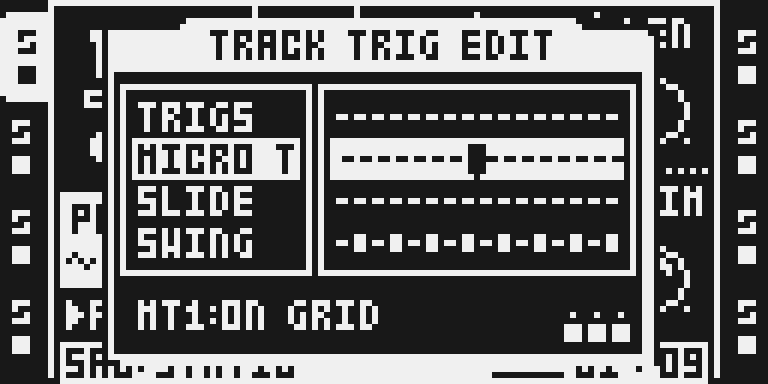 TRACK TRIG EDIT
TRIGS
MICRO T
SLIDE
SWING
MT1:ON GRID